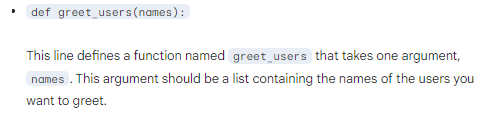 • def greet_users(names):
This line defines a function named greet_users that takes one argument,
names. This argument should be a list containing the names of the users you
want to greet.